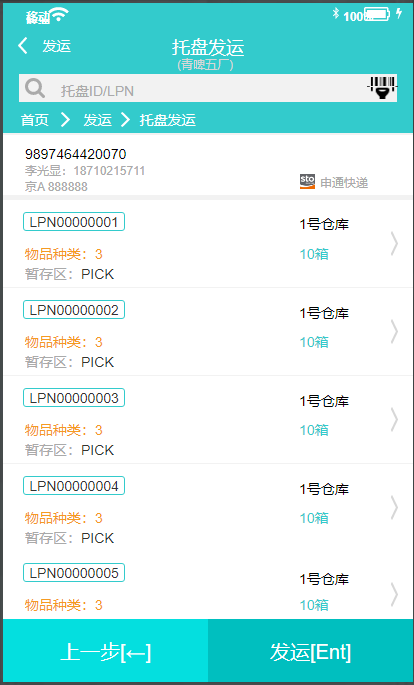 移动 100
发运 托盘发运
(青啤五厂)
托盘ID/LPN
首页 发运 托盘发运
9897464420070
李光显：18710215711
京A 888888 sto 申通快递
LPN00000001 1号仓库
物品种类：3 10箱
暂存区：PICK
LPN00000002 1号仓库
物品种类：3 10箱
暂存区：PICK
LPN00000003 1号仓库
物品种类：3 10箱
暂存区：PICK
LPN00000004 1号仓库
物品种类：3 10箱
暂存区：PICK
LPN00000005 1号仓库
物品种类：3 10箱
上一步[←] 发运[Ent]